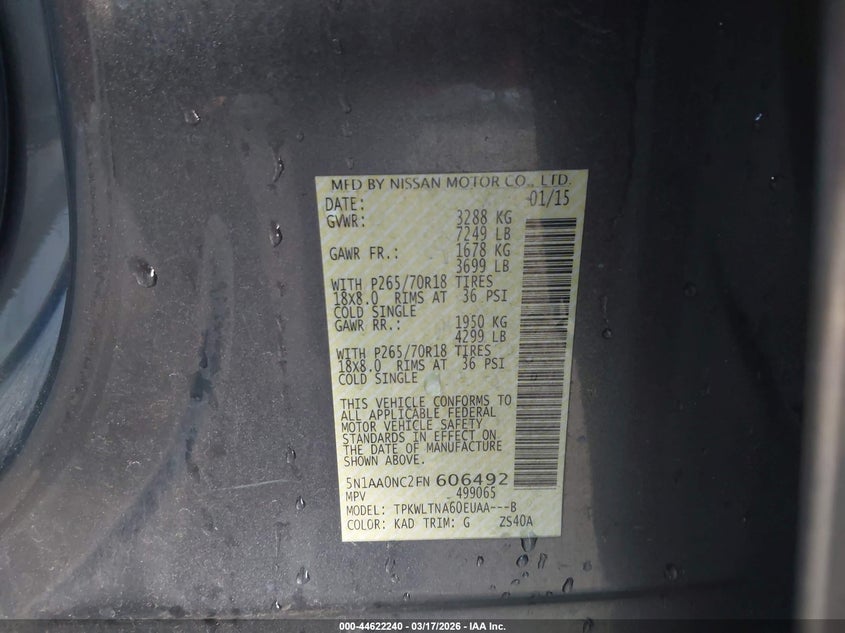 MFD BY NISSAN MOTOR CO., LTD.
DATE: 01/15
GVWR: 3288 KG
7249 LB
GAWR FR.: 1678 KG
3699 LB
WITH P265/70R18 TIRES
18X8.0 RIMS AT 36 PSI
COLD SINGLE
GAWR RR.: 1950 KG
4299 LB
WITH P265/70R18 TIRES
18X8.0 RIMS AT 36 PSI
COLD SINGLE
THIS VEHICLE CONFORMS TO
ALL APPLICABLE FEDERAL
MOTOR VEHICLE SAFETY
STANDARDS IN EFFECT ON
THE DATE OF MANUFACTURE
SHOWN ABOVE.
5N1AA0NC2FN 606492
MPV 499065
MODEL: TPKWLTNA60EUAA---B
COLOR: KAD TRIM: G ZS40A
000-44622240 - 03/17/2026 - IAA Inc.